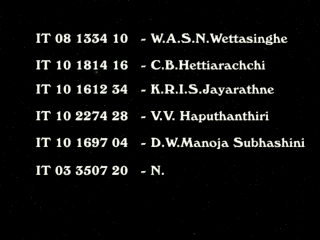 IT 08 1334 10 - W.A.S.N.Wettasinghe
IT 10 1814 16 - C.B.Hettiarachchi
IT 10 1612 34 - K.R.I.S.Jayarathne
IT 10 2274 28 - V.V. Haputhanthiri
IT 10 1697 04 - D.W.Manoja Subhashini
IT 03 3507 20 - N.